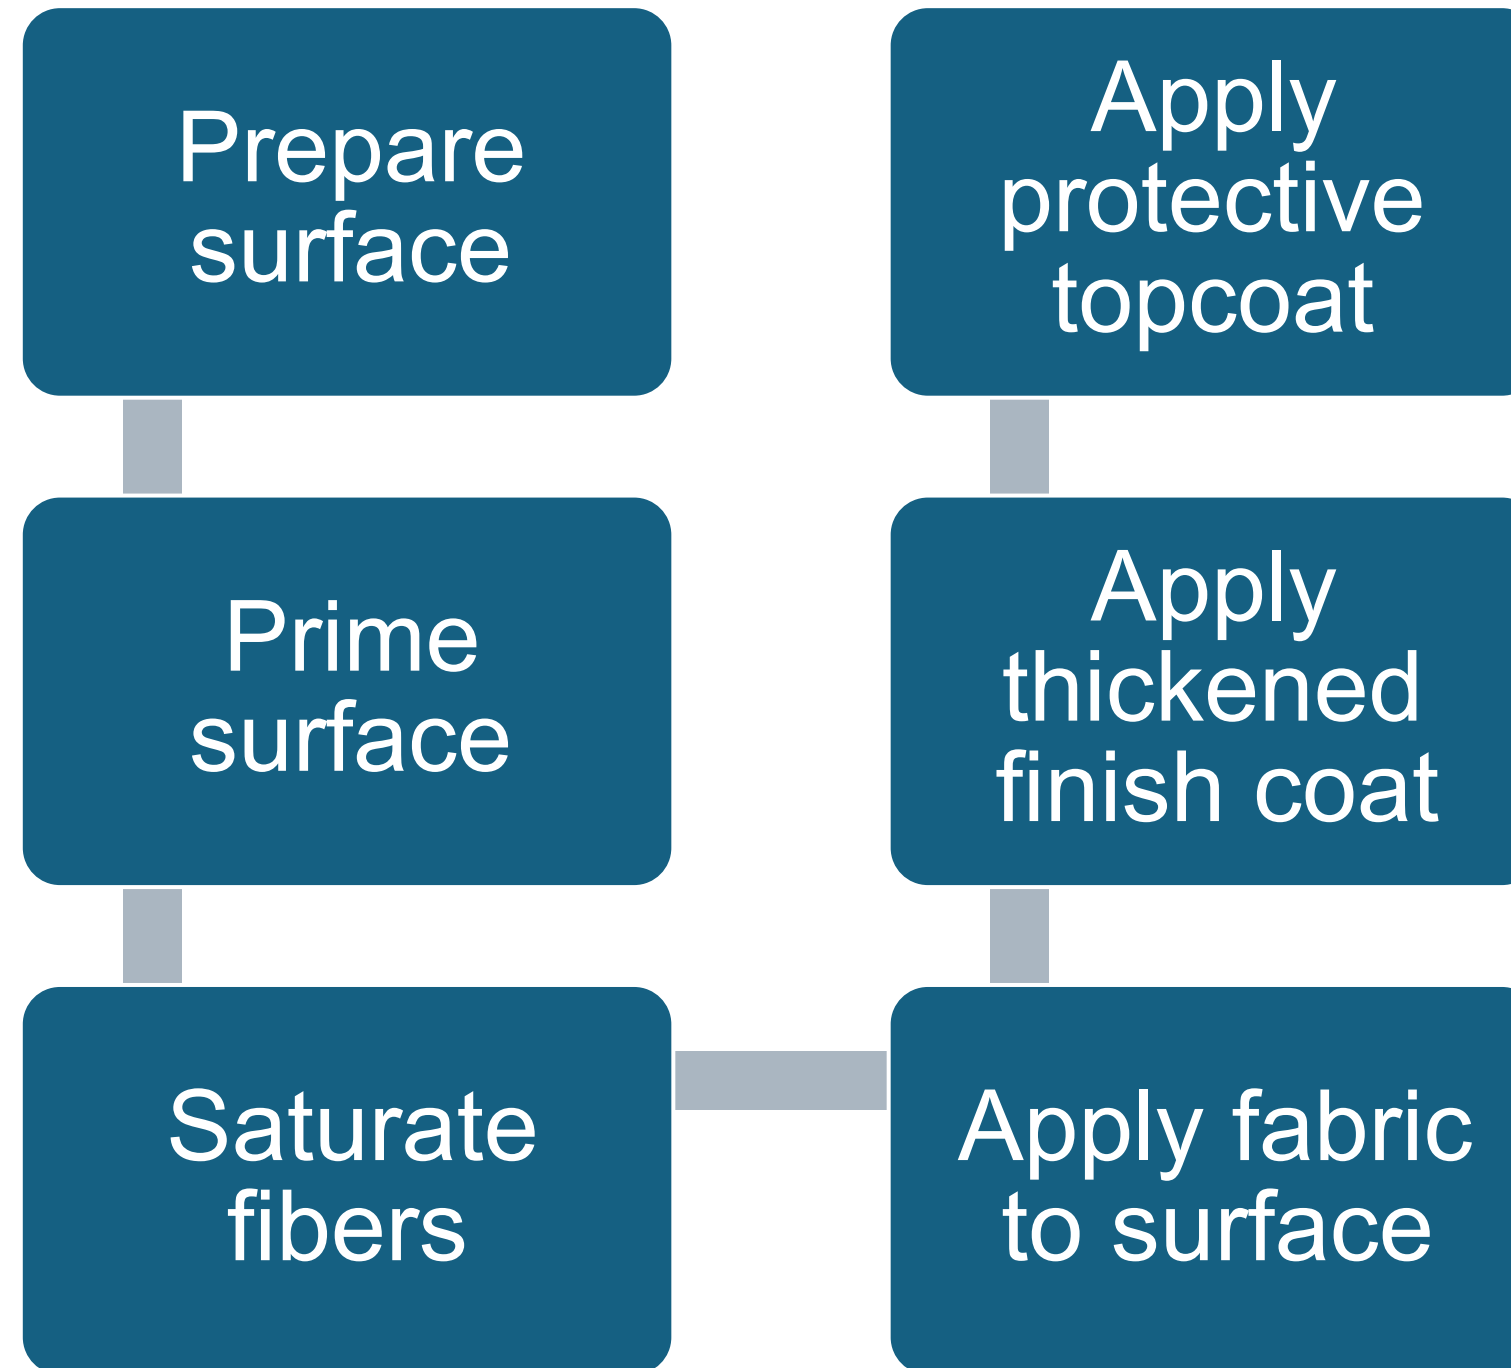 Prepare
surface
Prime
surface
Saturate
fibers
Apply fabric
to surface
Apply
thickened
finish coat
Apply
protective
topcoat